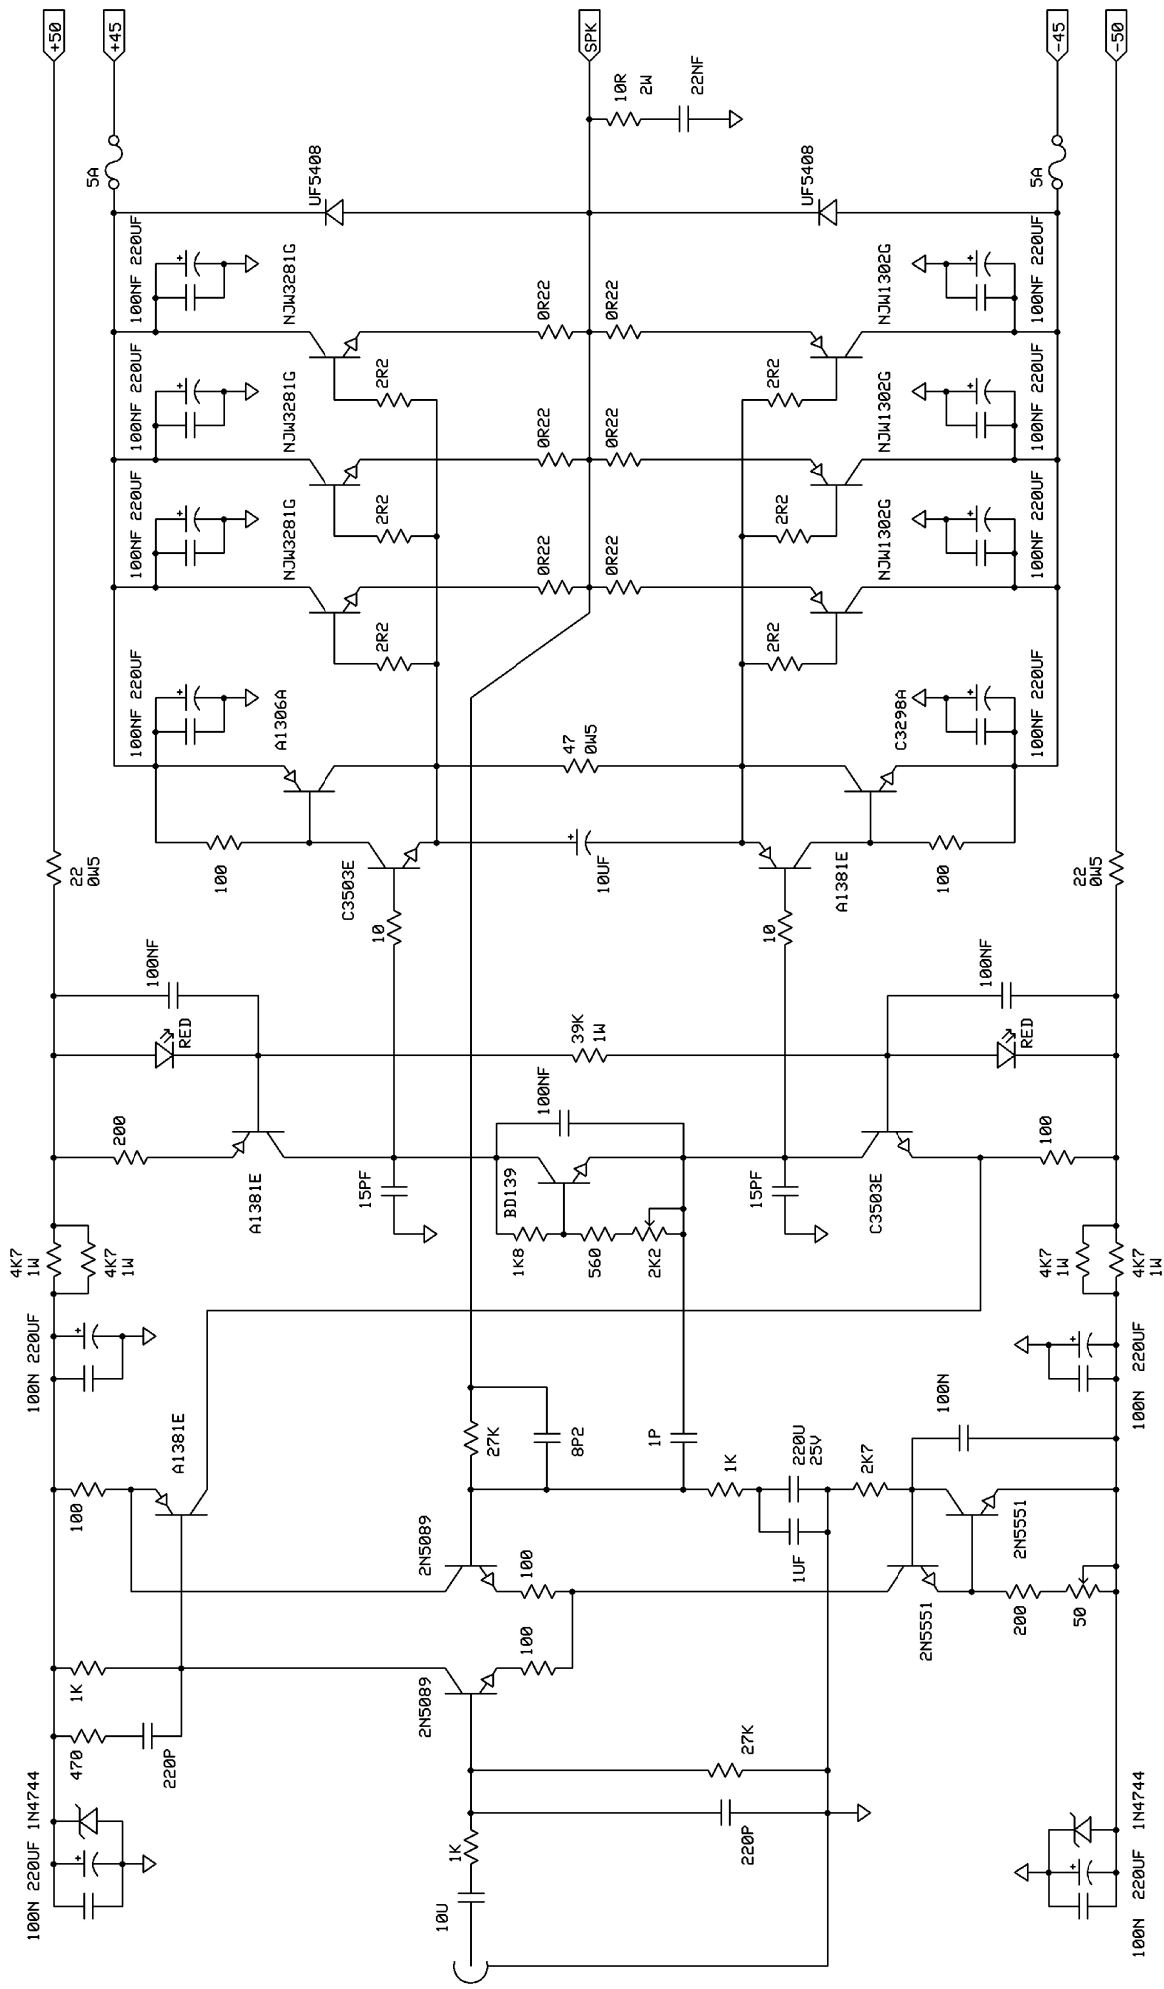 +50
+45
SPK
-45
-50
10R
2W
22NF
5A
5A
UF5408
UF5408
100NF 220UF
NJW3281G
0R22
0R22
NJW1302G
100NF 220UF
2R2
2R2
100NF 220UF
NJW3281G
0R22
0R22
NJW1302G
100NF 220UF
2R2
2R2
100NF 220UF
NJW3281G
0R22
0R22
NJW1302G
100NF 220UF
2R2
2R2
100NF 220UF
A1306A
47
0W5
C3298A
100NF 220UF
22
0W5
100
C3503E
10UF
A1381E
100
22
0W5
10
10
100NF
RED
39K
1W
100NF
RED
200
A1381E
15PF
100NF
BD139
1K8
560
2K2
15PF
C3503E
100
4K7
1W
4K7
1W
4K7
1W
4K7
1W
100N 220UF
100N 220UF
A1381E
100
27K
8P2
1P
1K
220U
25V
1UF
2K7
100N
2N5089
100
2N5551
2N5551
200
50
1K
2N5089
100
470
220P
27K
220P
1K
10U
100N 220UF 1N4744
100N 220UF 1N4744